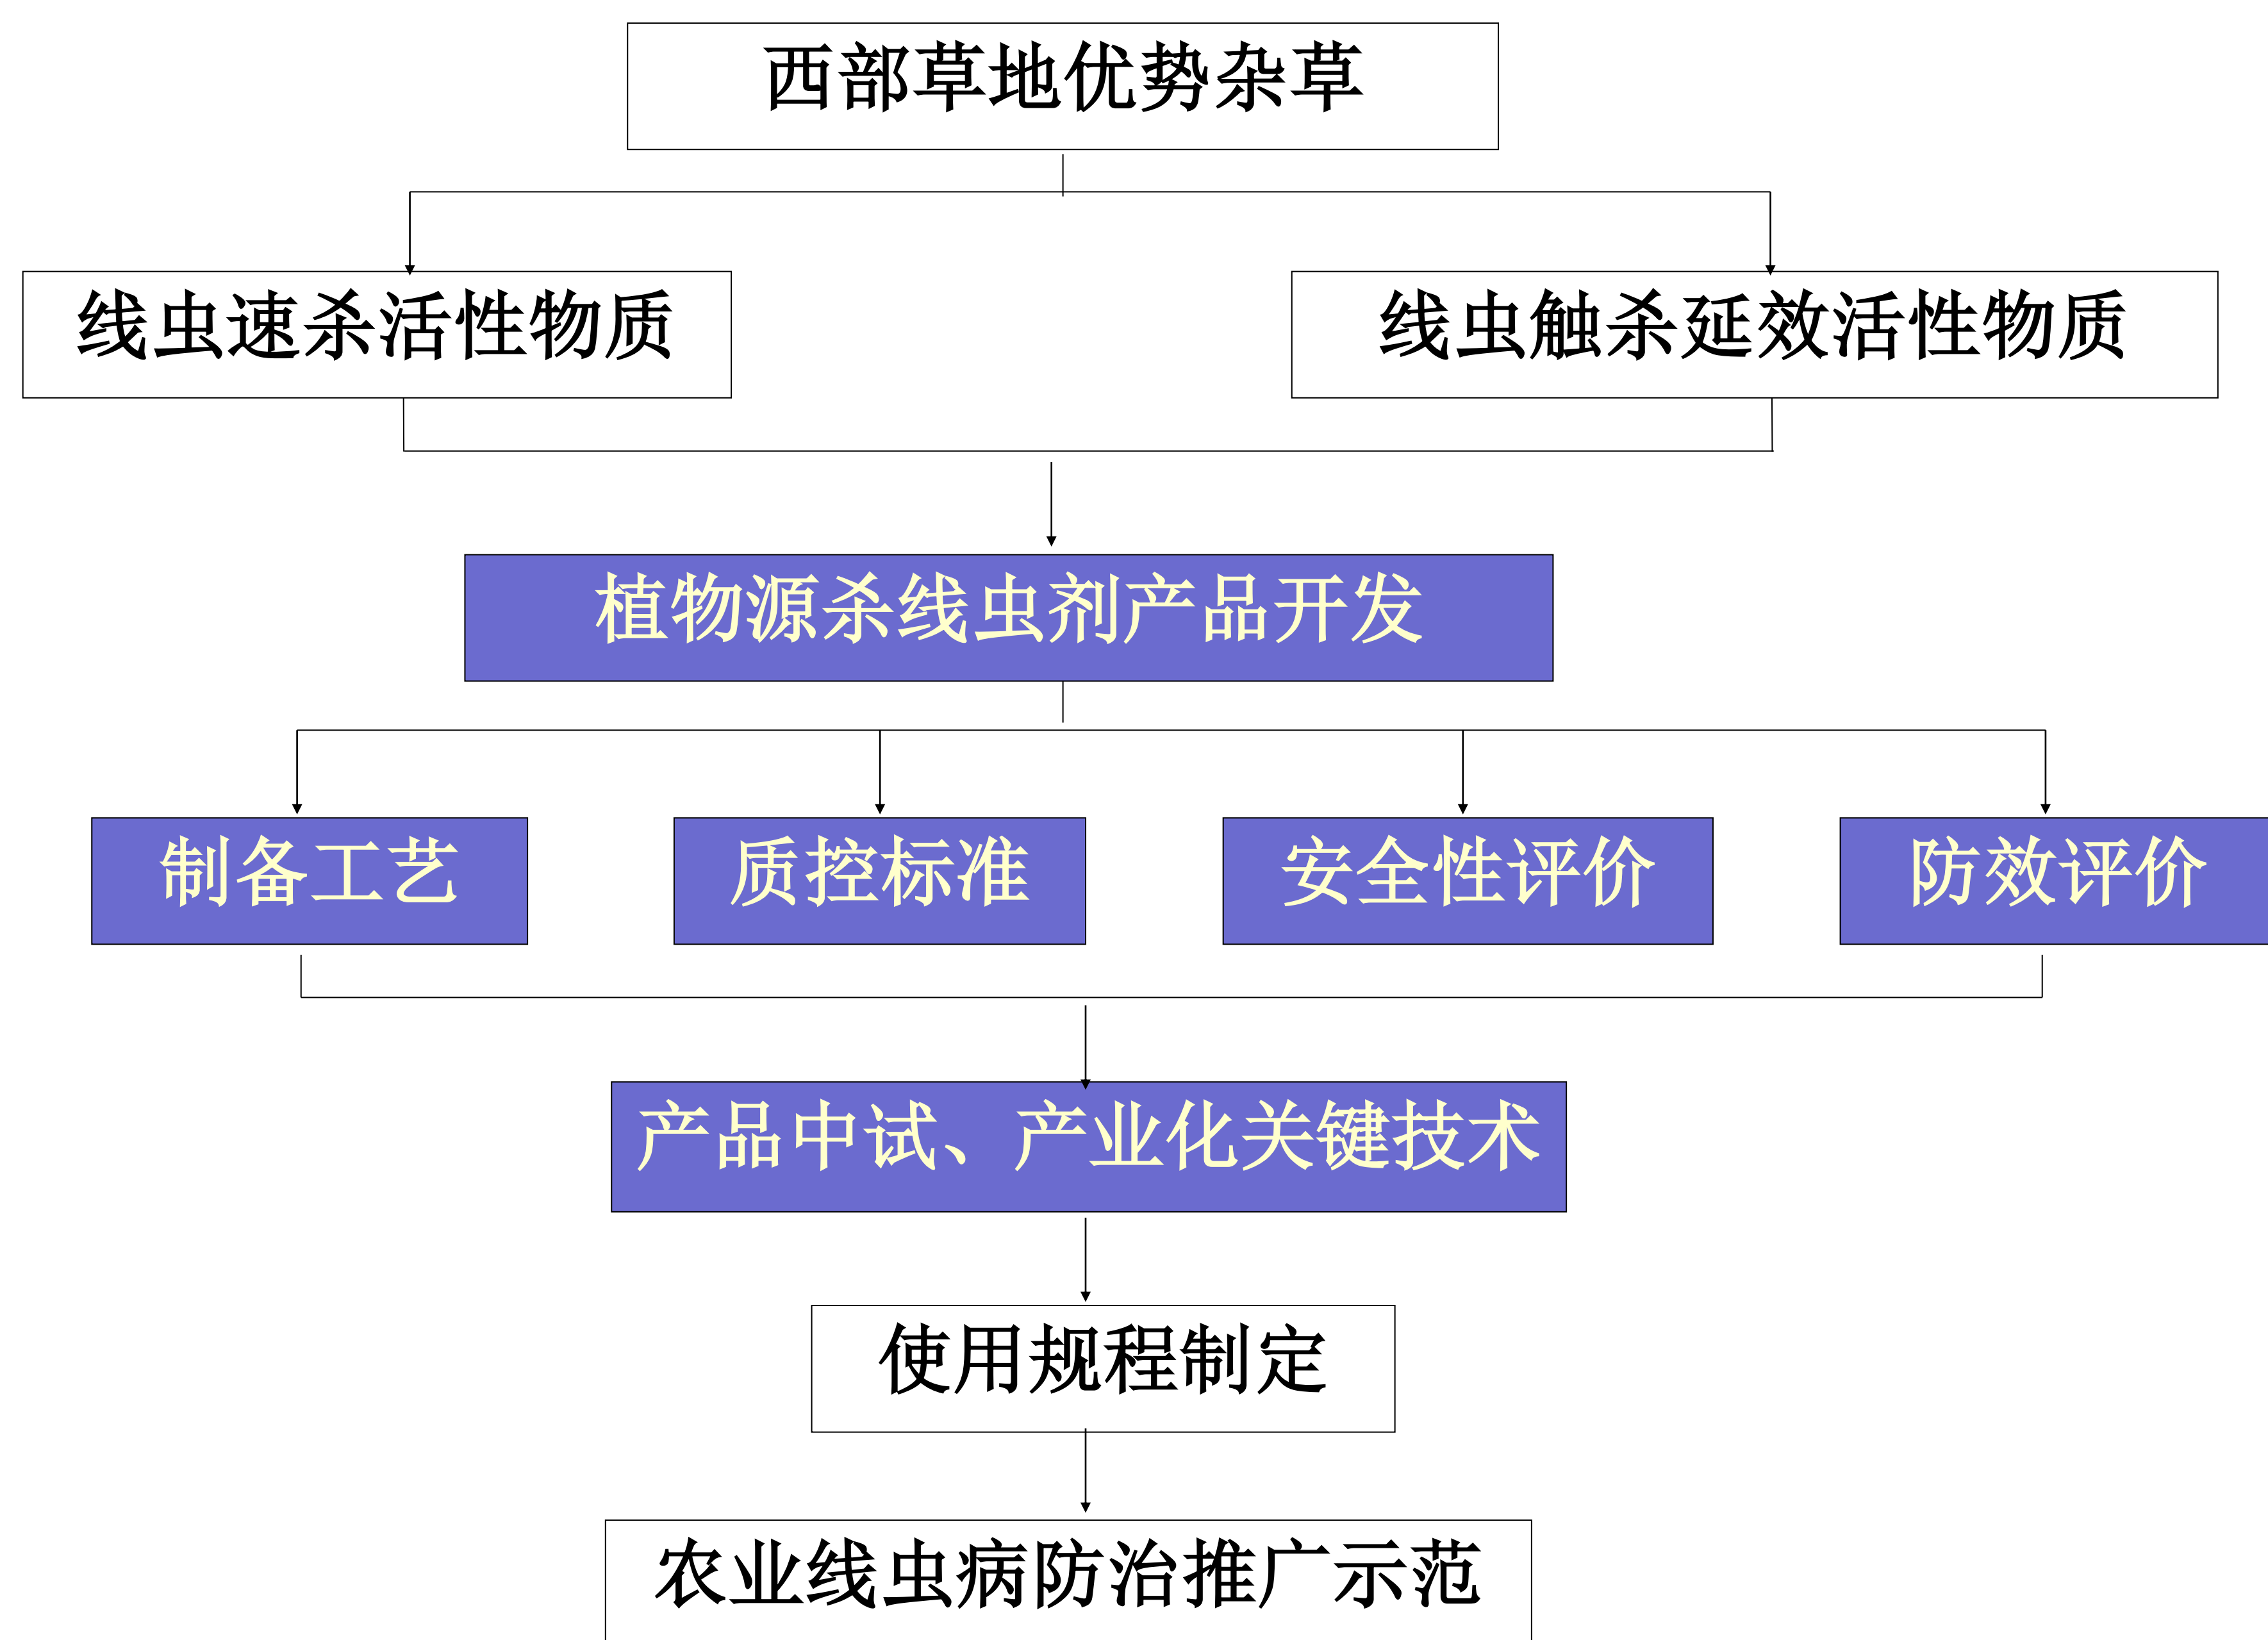 西部草地优势杂草
线虫速杀活性物质
线虫触杀延效活性物质
植物源杀线虫剂产品开发
制备工艺
质控标准
安全性评价
防效评价
产品中试、产业化关键技术
使用规程制定
农业线虫病防治推广示范